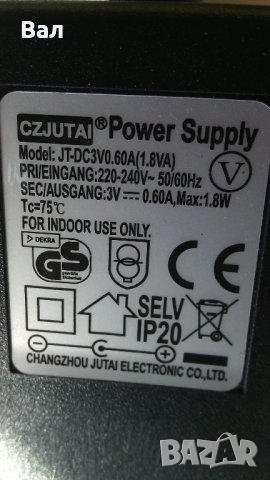 Вал
CZJUTAI ® Power Supply
Model: JT-DC3V0.60A(1.8VA)
PRI/EINGANG:220-240V~ 50/60Hz
SEC/AUSGANG:3V⎓0.60A,Max:1.8W
Tc=75℃
V
FOR INDOOR USE ONLY.
DEKRA
GS
geprüfte
Sicherheit
CE
SELV
IP20
CHANGZHOU JUTAI ELECTRONIC CO.,LTD.
BAZAR